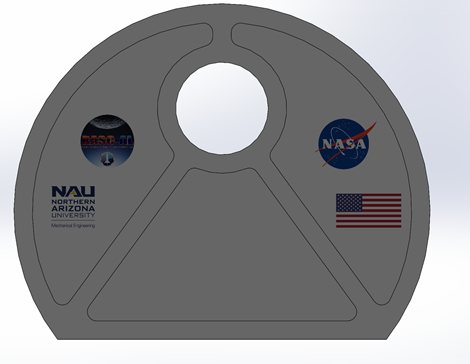 NASA
NAU
NORTHERN
ARIZONA
UNIVERSITY
Mechanical Engineering